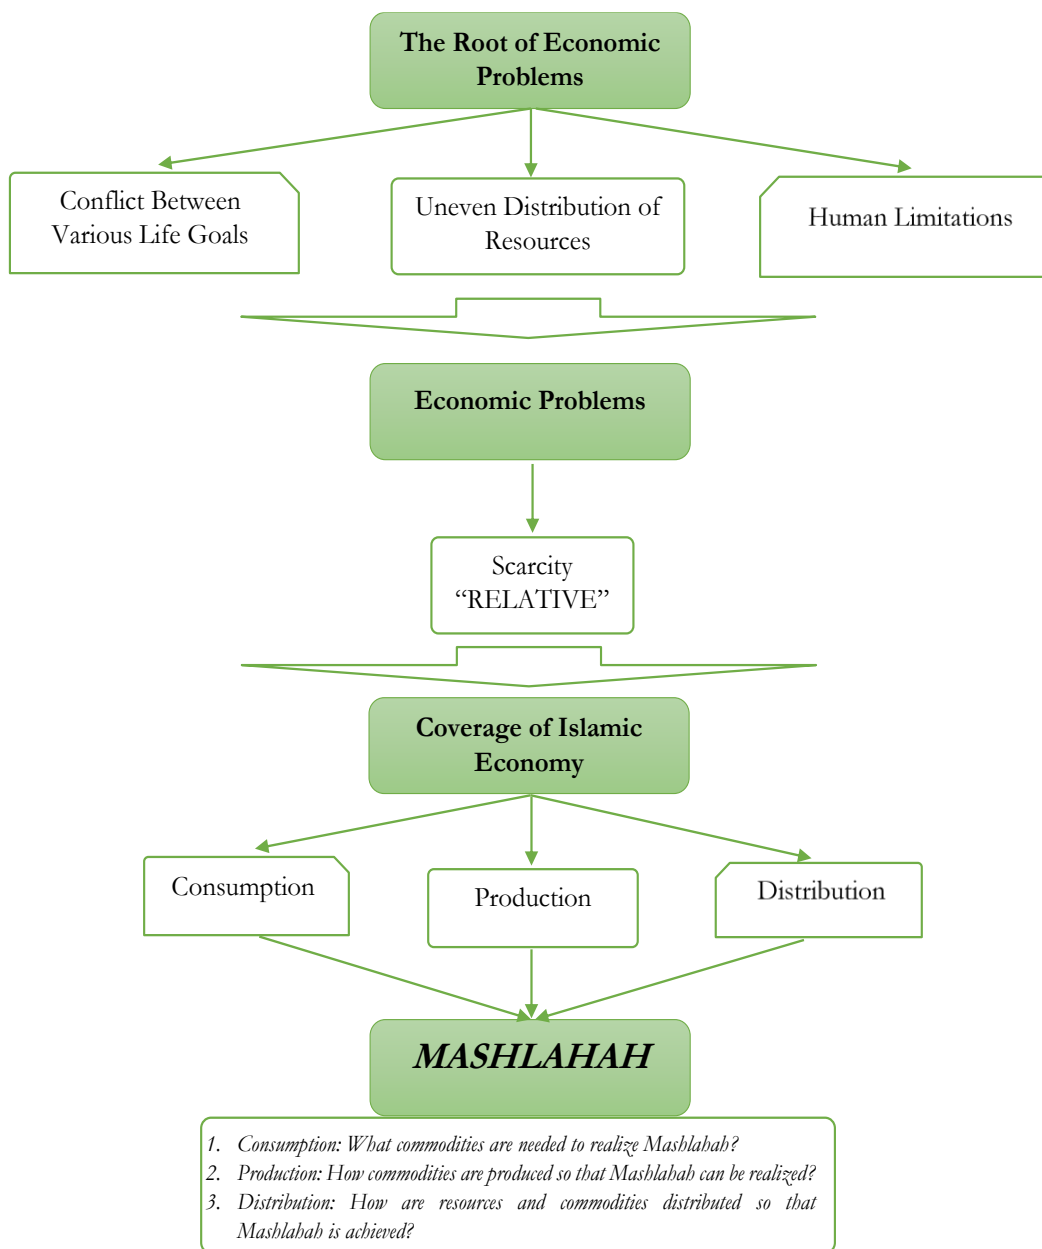 The Root of Economic
Problems
Conflict Between
Various Life Goals
Uneven Distribution of
Resources
Human Limitations
Economic Problems
Scarcity
“RELATIVE”
Coverage of Islamic
Economy
Consumption
Production
Distribution
MASHLAHAH
1. Consumption: What commodities are needed to realize Mashlahah?
2. Production: How commodities are produced so that Mashlahah can be realized?
3. Distribution: How are resources and commodities distributed so that
Mashlahah is achieved?